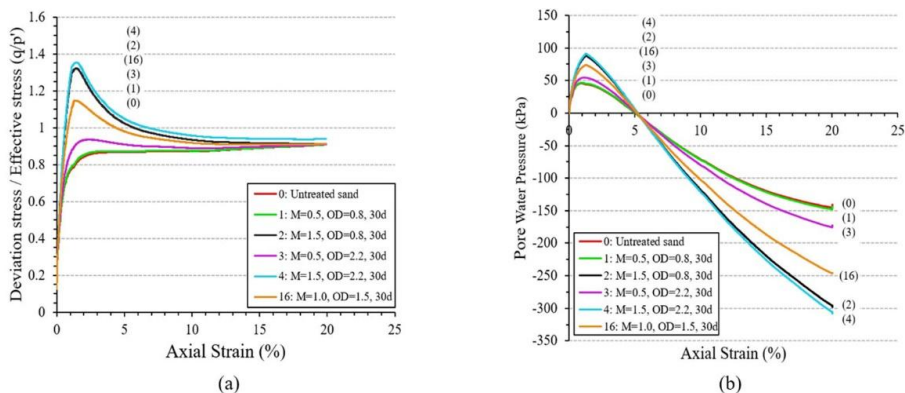 Deviation stress / Effective stress (q/p')
1.6
1.4
1.2
1
0.8
0.6
0.4
0.2
0
0
5
10
15
20
25
Axial Strain (%)
(4)
(2)
(16)
(3)
(1)
(0)
0: Untreated sand
1: M=0.5, OD=0.8, 30d
2: M=1.5, OD=0.8, 30d
3: M=0.5, OD=2.2, 30d
4: M=1.5, OD=2.2, 30d
16: M=1.0, OD=1.5, 30d
(a)
Pore Water Pressure (kPa)
150
100
50
0
-50
-100
-150
-200
-250
-300
-350
0
5
10
15
20
25
Axial Strain (%)
(4)
(2)
(16)
(3)
(1)
(0)
(0)
(1)
(3)
(16)
(2)
(4)
0: Untreated sand
1: M=0.5, OD=0.8, 30d
2: M=1.5, OD=0.8, 30d
3: M=0.5, OD=2.2, 30d
4: M=1.5, OD=2.2, 30d
16: M=1.0, OD=1.5, 30d
(b)